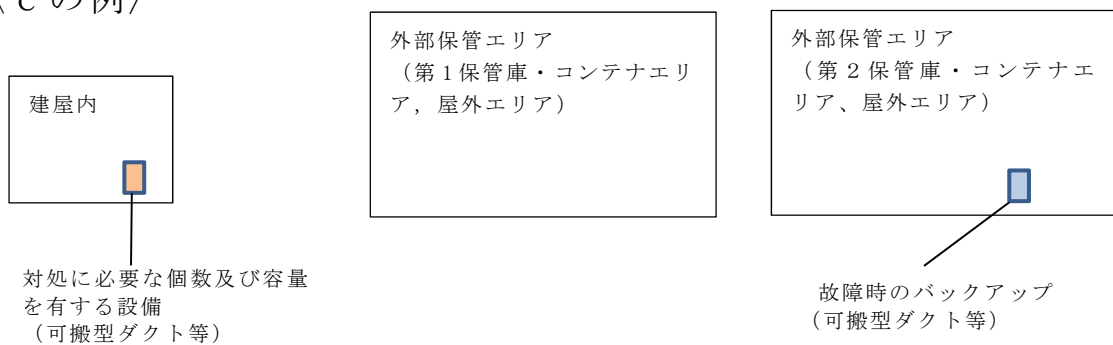 (cの例)
建屋内
対処に必要な個数及び容量
を有する設備
(可搬型ダクト等)
外部保管エリア
(第1保管庫・コンテナエリ
ア,屋外エリア)
外部保管エリア
(第2保管庫・コンテナエ
リア、屋外エリア)
故障時のバックアップ
(可搬型ダクト等)